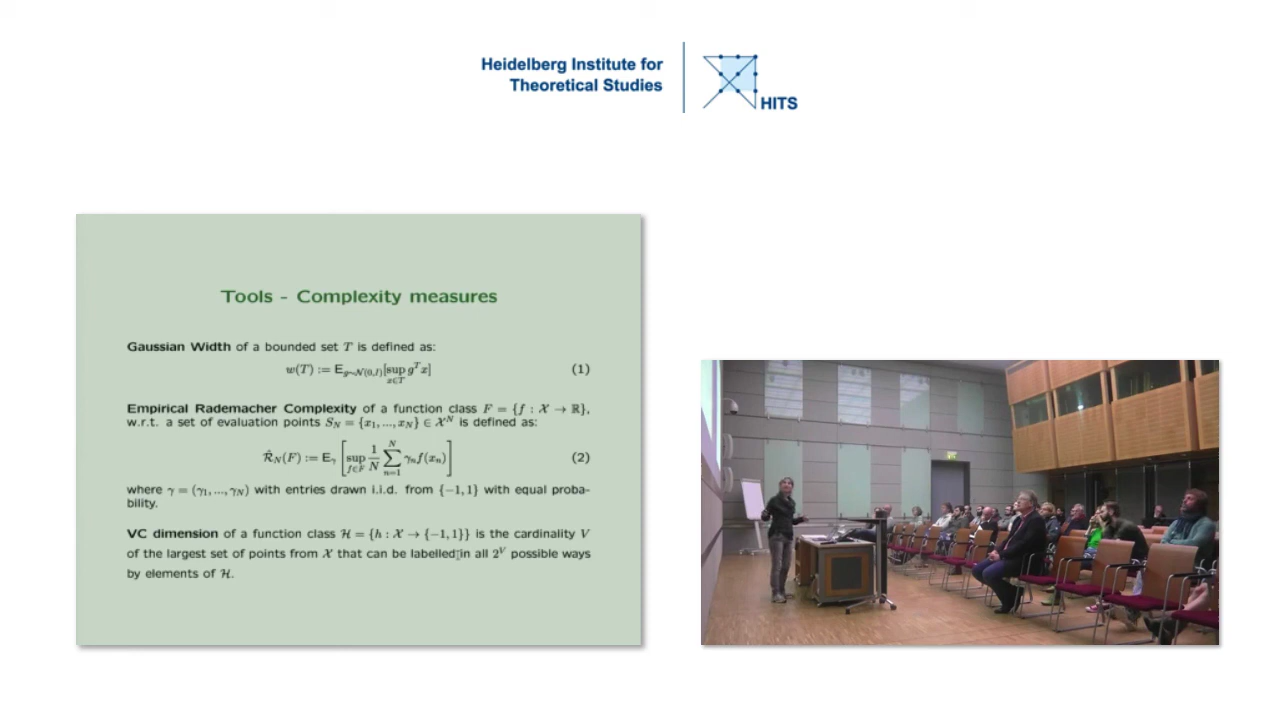 Heidelberg Institute for
Theoretical Studies
HITS
Tools - Complexity measures
Gaussian Width of a bounded set T is defined as:
w(T) := E_{g∼𝒩(0,I)}[sup_{x∈T} g^T x] (1)
Empirical Rademacher Complexity of a function class F = {f : 𝒳 → ℝ},
w.r.t. a set of evaluation points S_N = {x_1, ..., x_N} ∈ 𝒳^N is defined as:
ℛ̂_N(F) := E_γ [sup_{f∈F} 1/N ∑_{n=1}^{N} γ_n f(x_n)] (2)
where γ = (γ_1, ..., γ_N) with entries drawn i.i.d. from {−1, 1} with equal proba-
bility.
VC dimension of a function class ℋ = {h : 𝒳 → {−1, 1}} is the cardinality V
of the largest set of points from 𝒳 that can be labelled in all 2^V possible ways
by elements of ℋ.